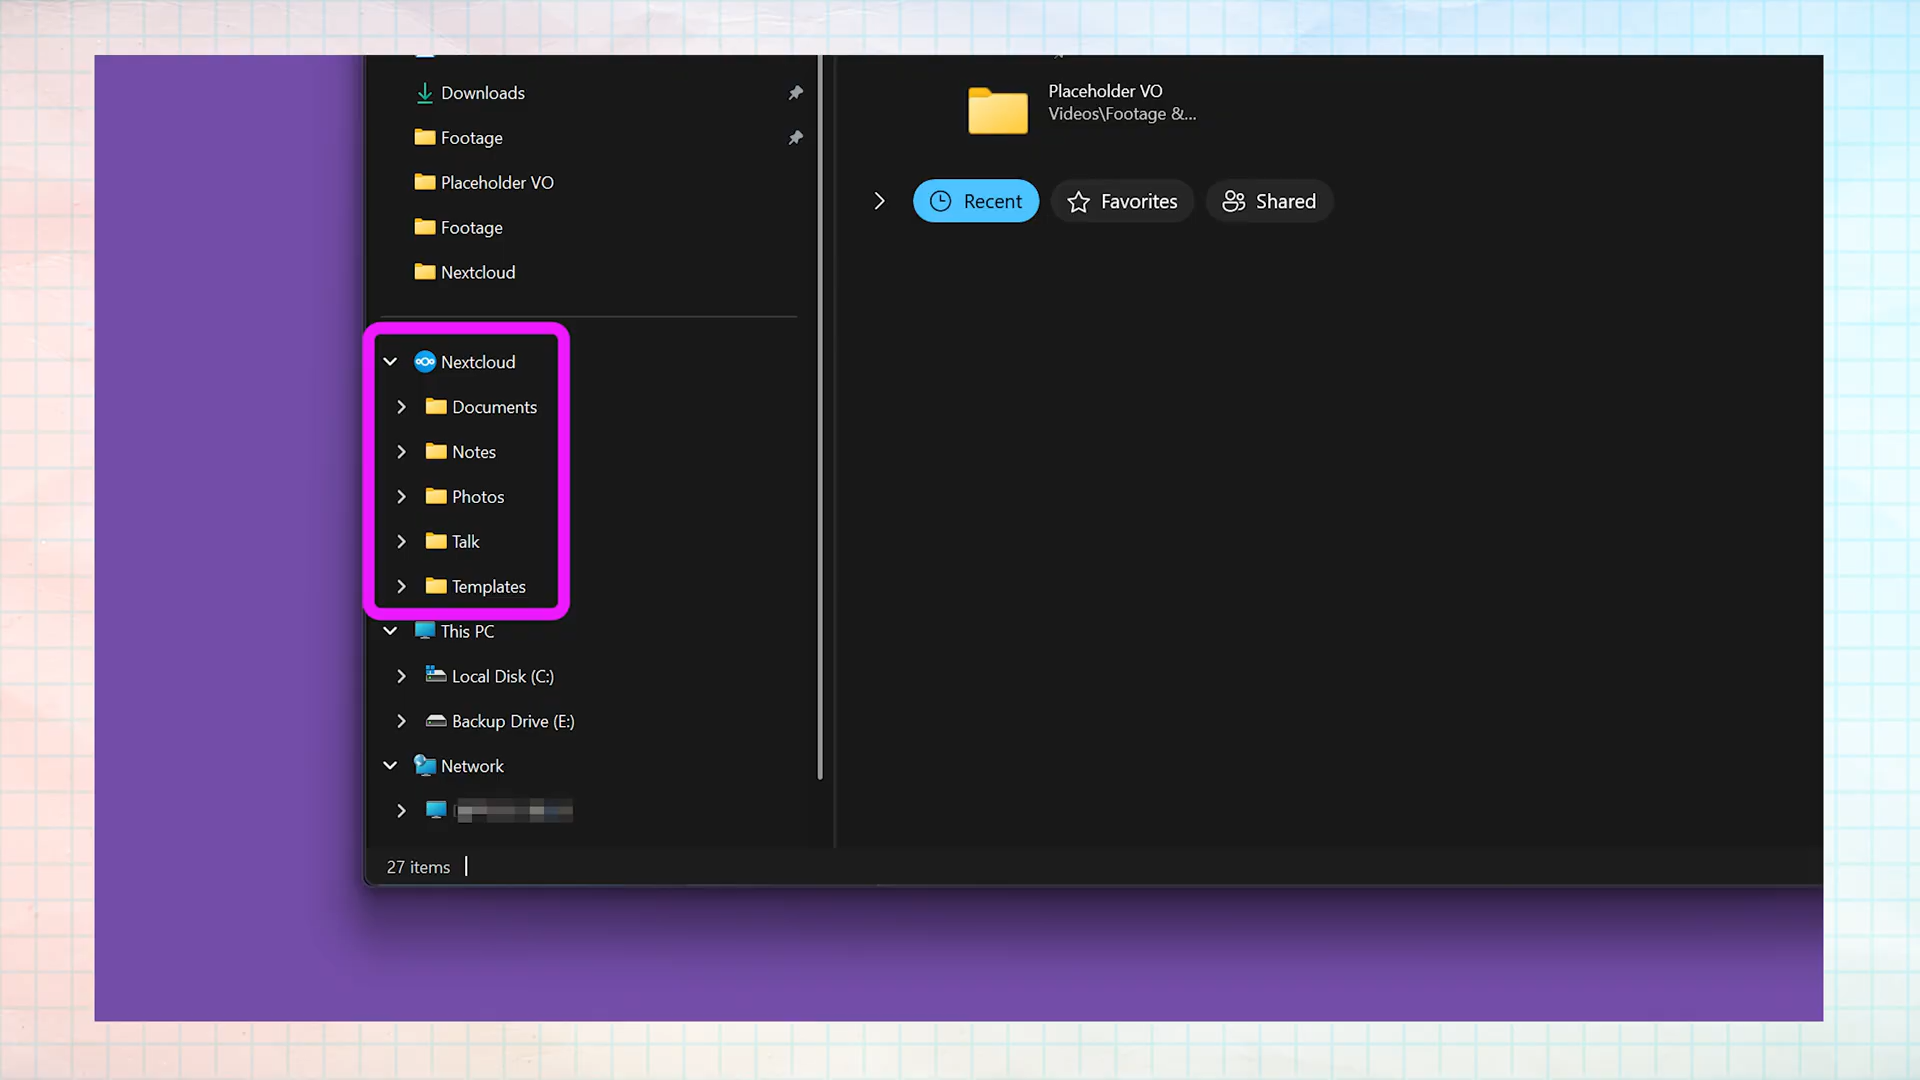 Downloads
Footage
Placeholder VO
Footage
Nextcloud
Nextcloud
Documents
Notes
Photos
Talk
Templates
This PC
Local Disk (C:)
Backup Drive (E:)
Network
27 items
Placeholder VO
Videos\Footage &...
Recent
Favorites
Shared